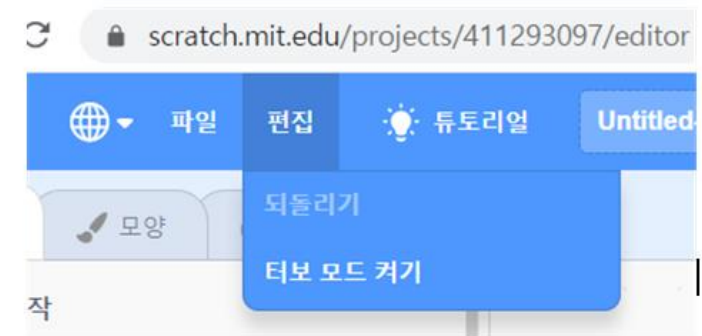 scratch.mit.edu/projects/411293097/editor
파일 편집 튜토리얼 Untitled-
되돌리기
모양
터보 모드 켜기
작